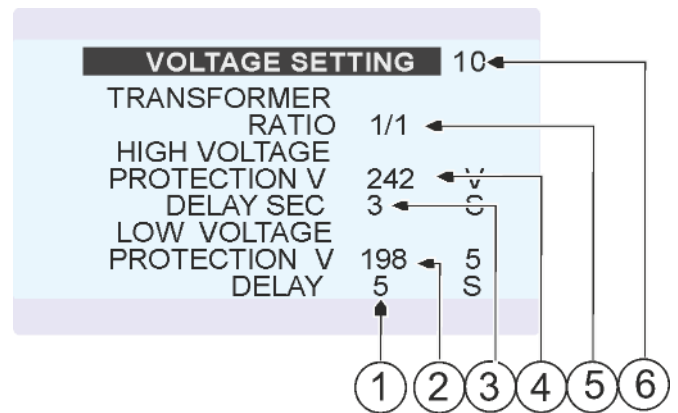 VOLTAGE SETTING 10
TRANSFORMER
RATIO 1/1
HIGH VOLTAGE
PROTECTION V 242 V
DELAY SEC 3 S
LOW VOLTAGE
PROTECTION V 198 5
DELAY 5 S
1 2 3 4 5 6